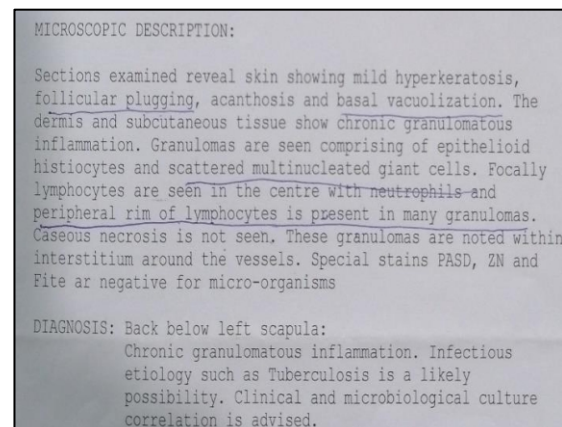 MICROSCOPIC DESCRIPTION:
Sections examined reveal skin showing mild hyperkeratosis,
follicular plugging, acanthosis and basal vacuolization. The
dermis and subcutaneous tissue show chronic granulomatous
inflammation. Granulomas are seen comprising of epithelioid
histiocytes and scattered multinucleated giant cells. Focally
lymphocytes are seen in the centre with neutrophils and
peripheral rim of lymphocytes is present in many granulomas.
Caseous necrosis is not seen. These granulomas are noted within
interstitium around the vessels. Special stains PASD, ZN and
Fite ar negative for micro-organisms
DIAGNOSIS: Back below left scapula:
Chronic granulomatous inflammation. Infectious
etiology such as Tuberculosis is a likely
possibility. Clinical and microbiological culture
correlation is advised.